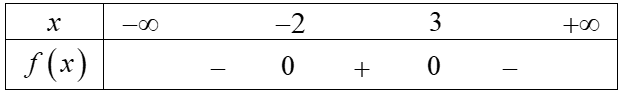 x −∞ −2 3 +∞
f(x) − 0 + 0 −